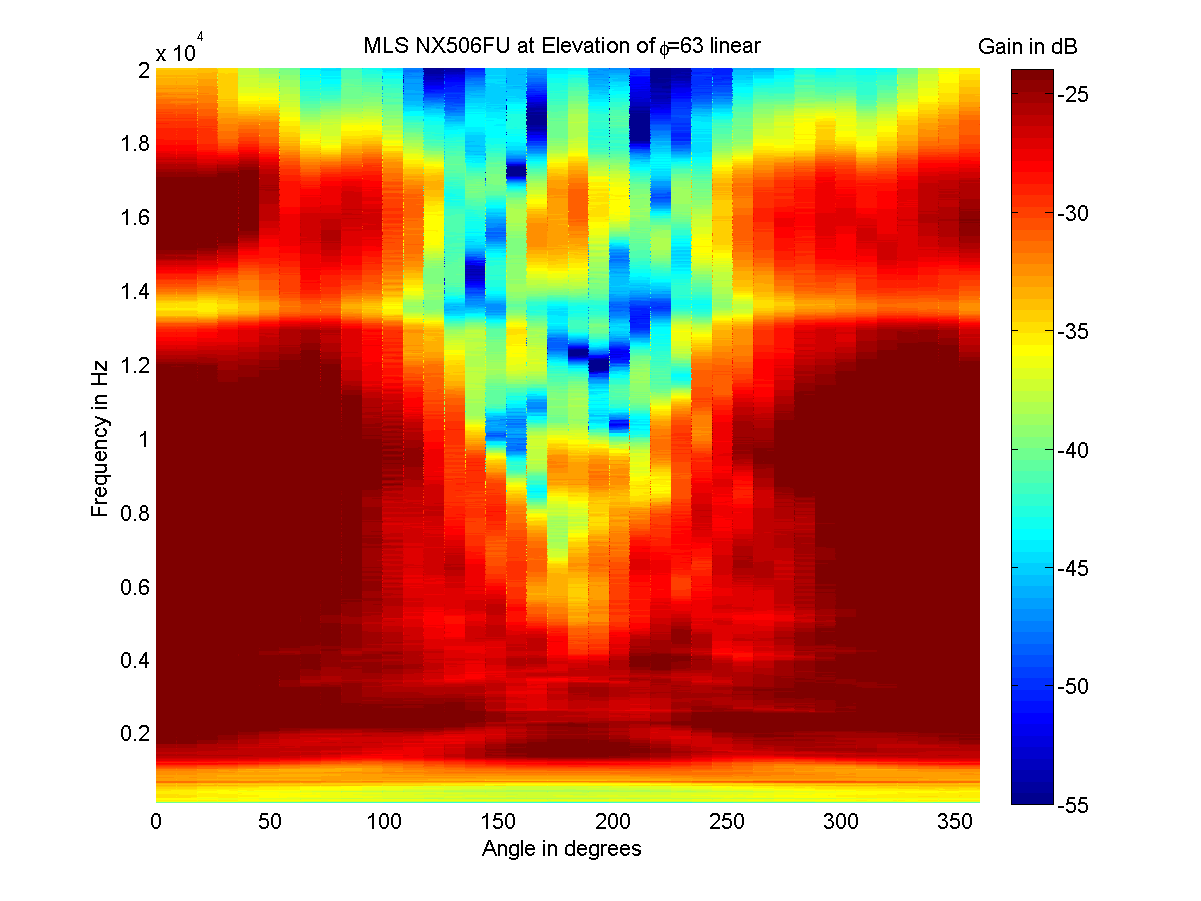 x 10^4
MLS NX506FU at Elevation of ϕ=63 linear
Gain in dB
2
1.8
1.6
1.4
1.2
1
0.8
0.6
0.4
0.2
Frequency in Hz
0 50 100 150 200 250 300 350
Angle in degrees
-25
-30
-35
-40
-45
-50
-55